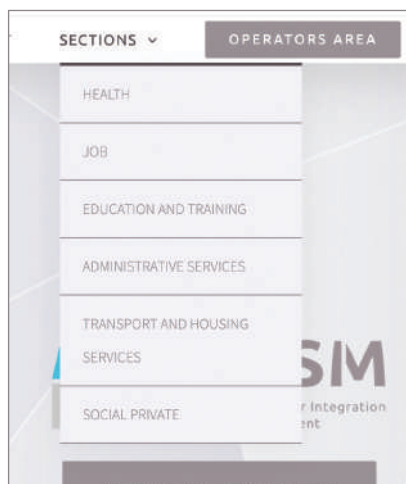 SECTIONS
OPERATORS AREA
HEALTH
JOB
EDUCATION AND TRAINING
ADMINISTRATIVE SERVICES
TRANSPORT AND HOUSING
SERVICES
SM
SOCIAL PRIVATE
r Integration
ent